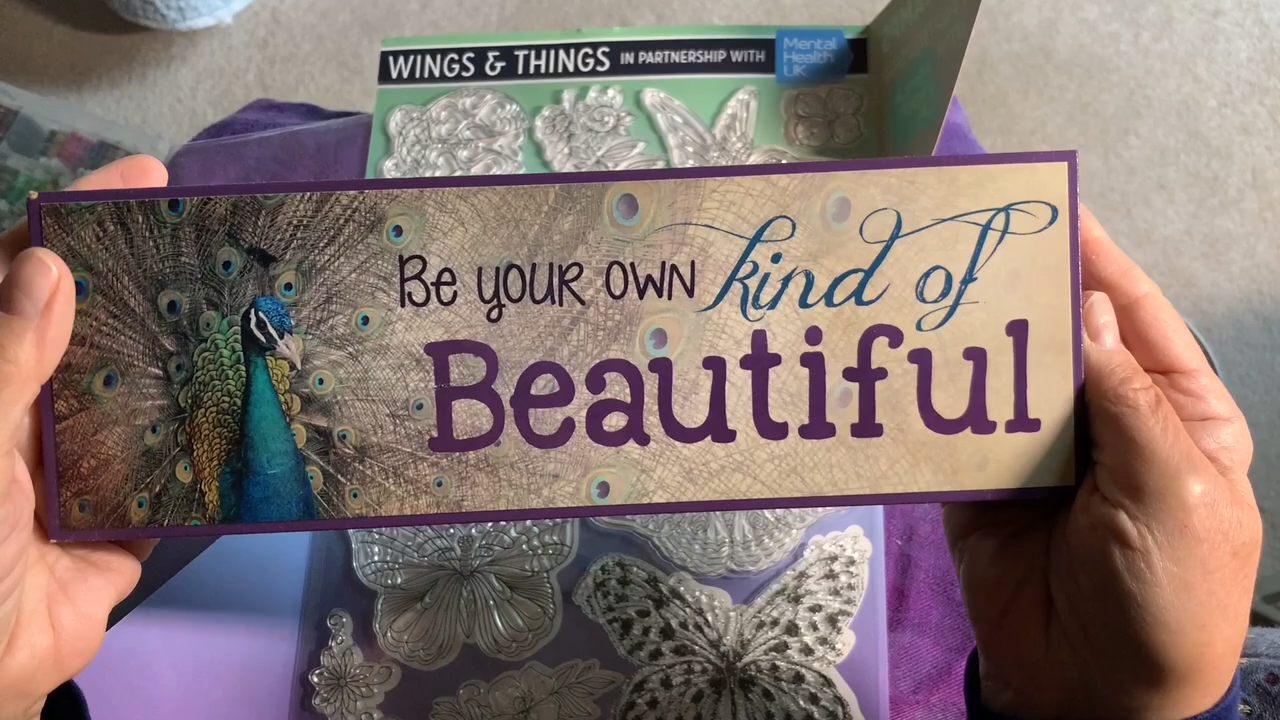 WINGS & THINGS IN PARTNERSHIP WITH
Mental
Health
UK
Be your own kind of
Beautiful